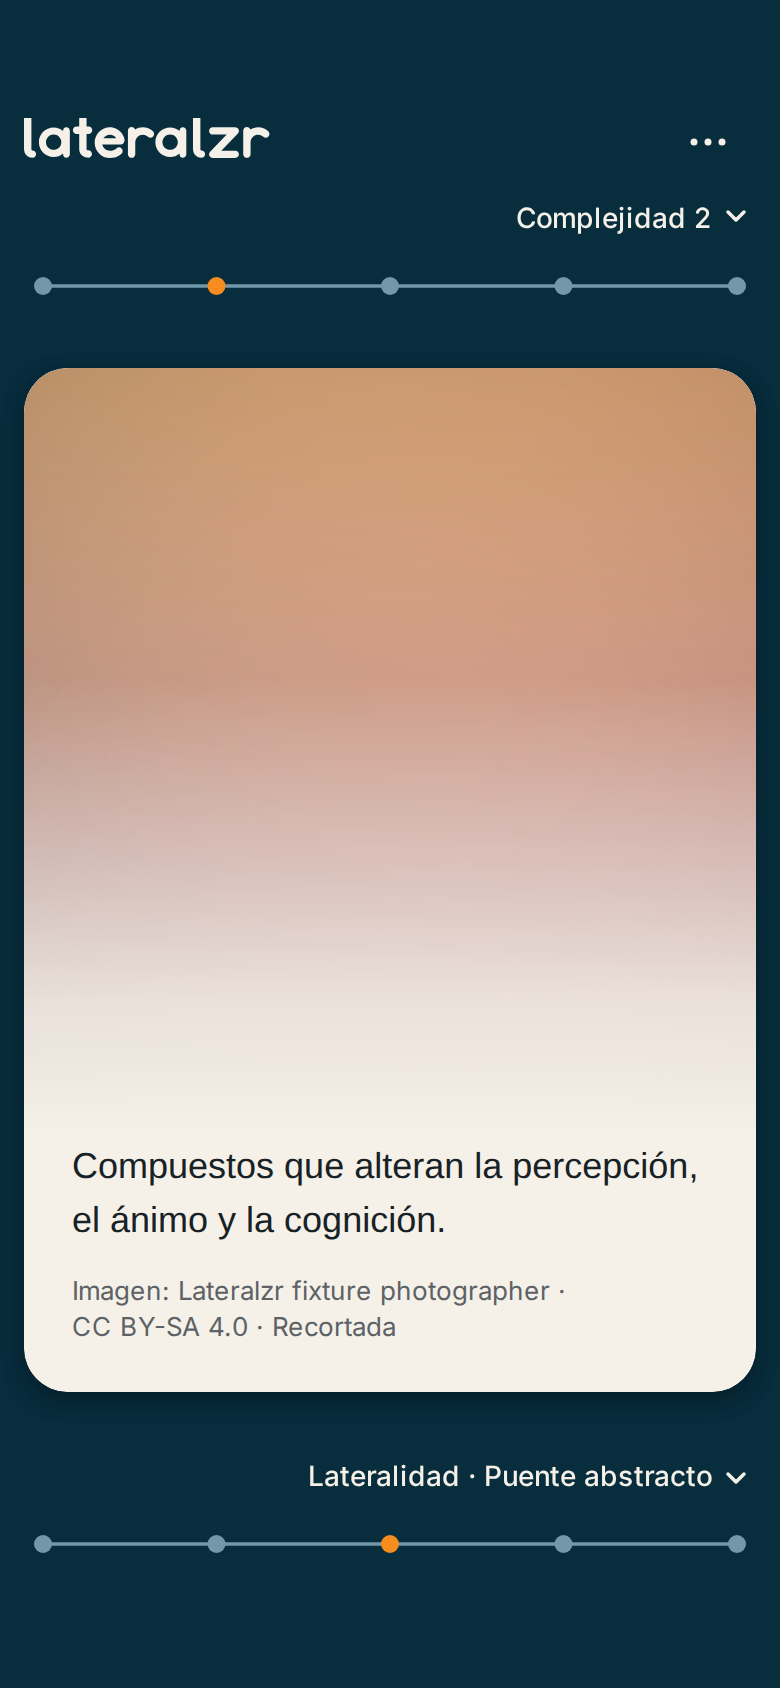 lateralzr
Complejidad 2
Compuestos que alteran la percepción,
el ánimo y la cognición.
Imagen: Lateralzr fixture photographer ·
CC BY-SA 4.0 · Recortada
Lateralidad · Puente abstracto